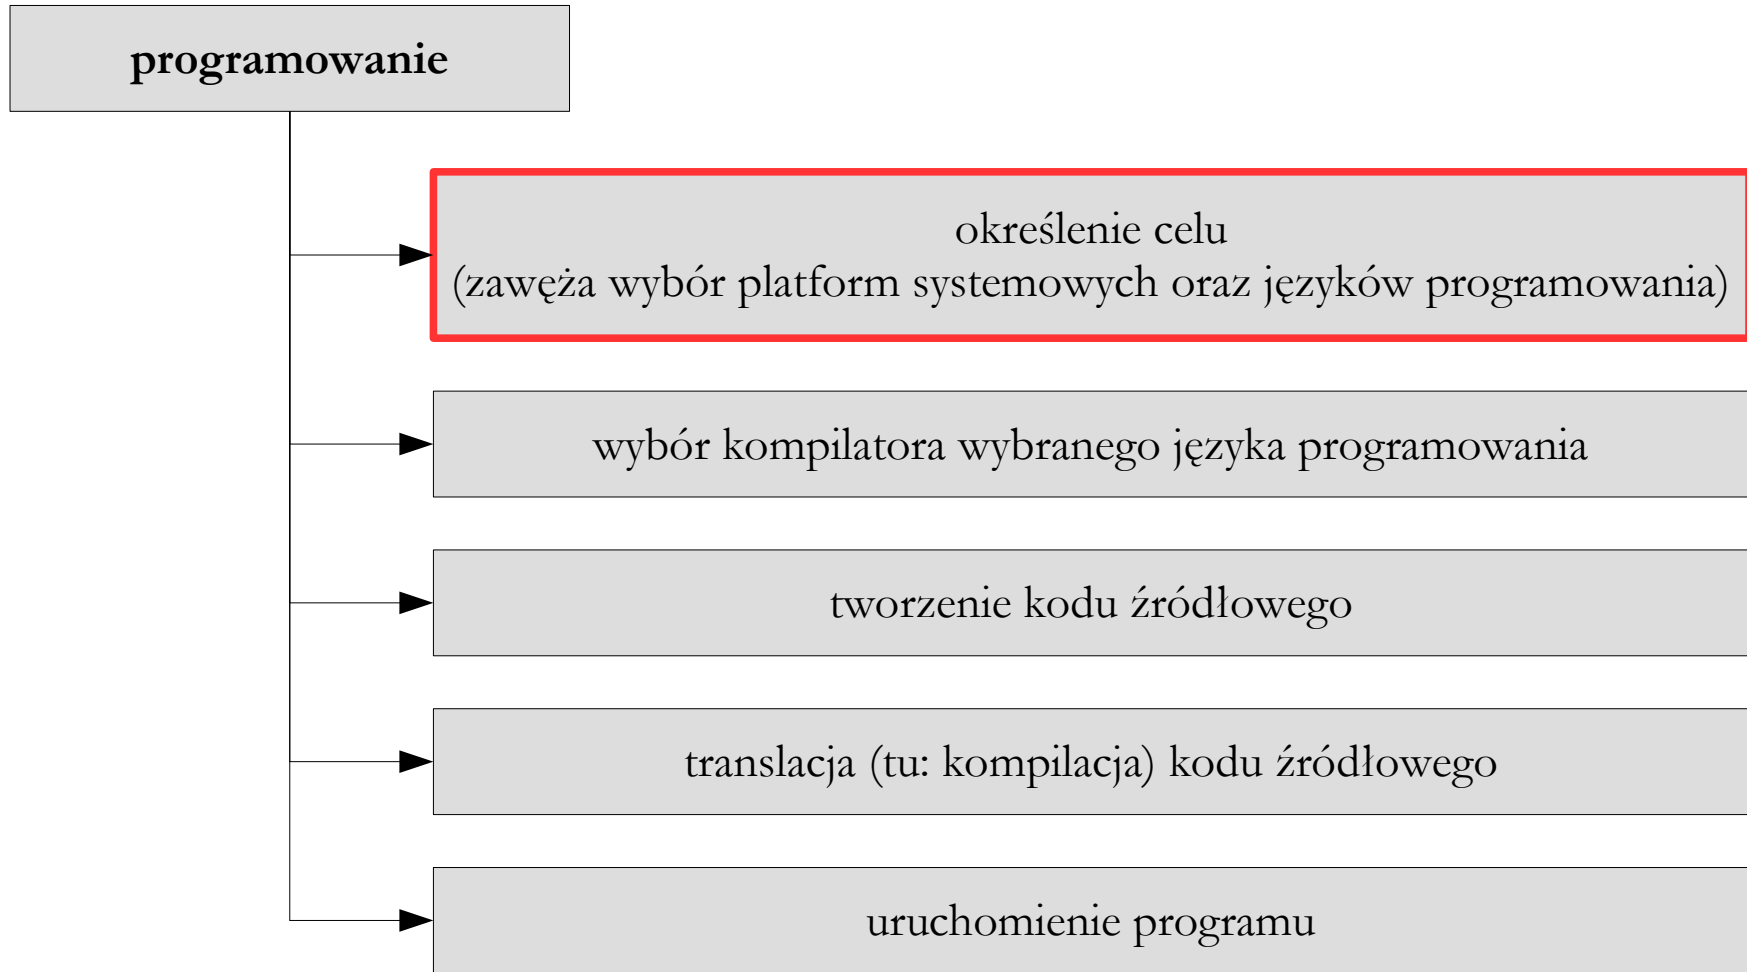 programowanie
określenie celu
(zawęża wybór platform systemowych oraz języków programowania)
wybór kompilatora wybranego języka programowania
tworzenie kodu źródłowego
translacja (tu: kompilacja) kodu źródłowego
uruchomienie programu